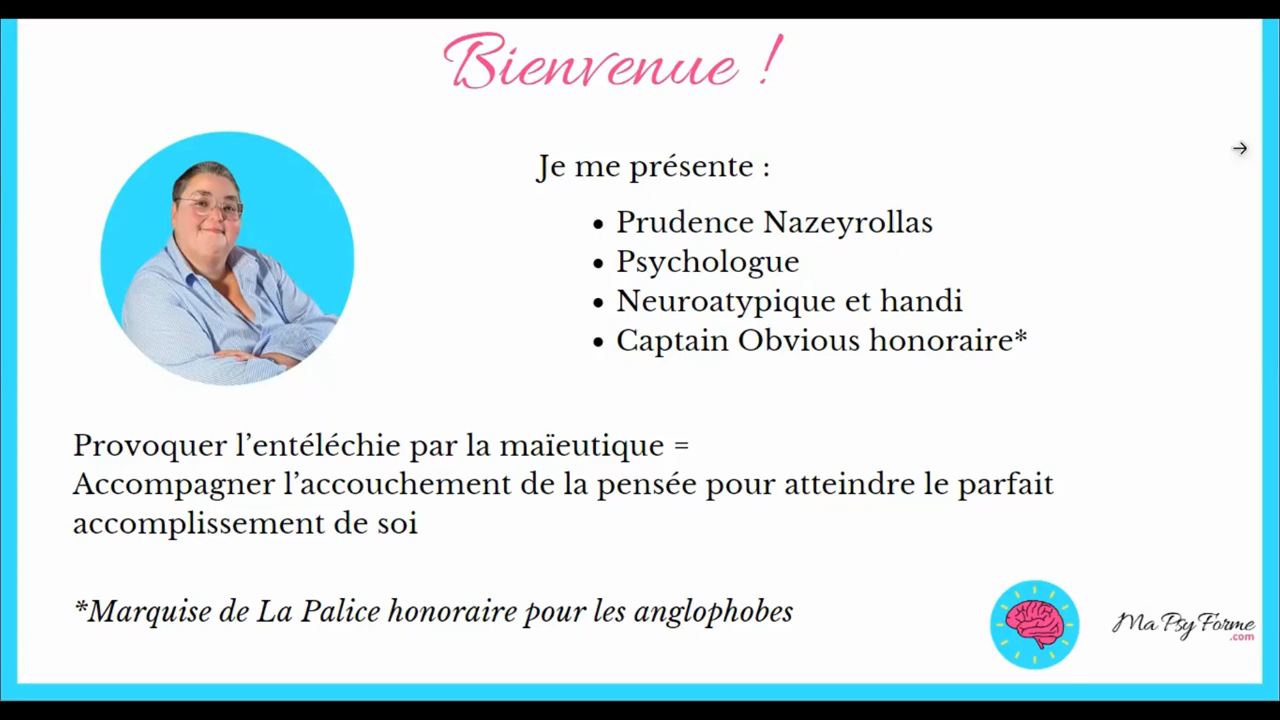 Bienvenue !
Je me présente :
• Prudence Nazeyrollas
• Psychologue
• Neuroatypique et handi
• Captain Obvious honoraire*
Provoquer l’entéléchie par la maïeutique =
Accompagner l’accouchement de la pensée pour atteindre le parfait
accomplissement de soi
*Marquise de La Palice honoraire pour les anglophobes
Ma Psy Forme
.com